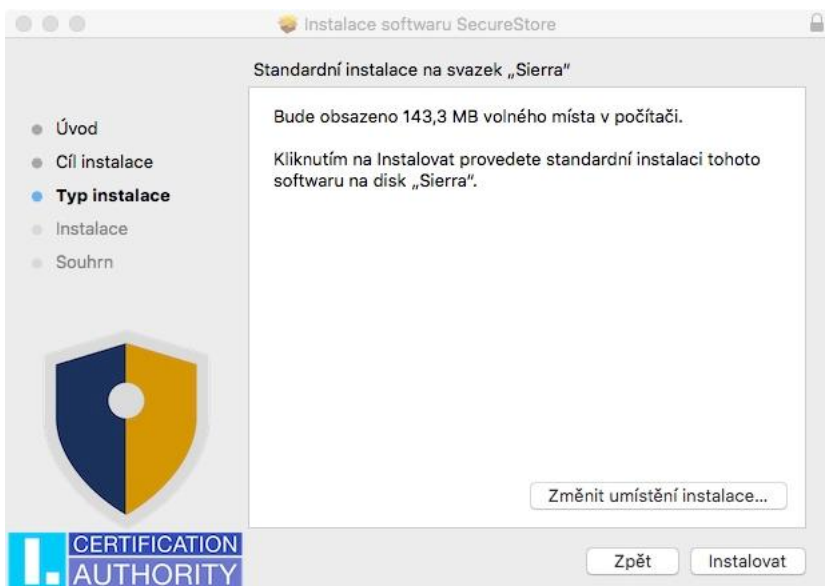 Instalace softwaru SecureStore
Standardní instalace na svazek „Sierra“
Úvod
Cíl instalace
Typ instalace
Instalace
Souhrn
Bude obsazeno 143,3 MB volného místa v počítači.
Kliknutím na Instalovat provedete standardní instalaci tohoto
softwaru na disk „Sierra“.
Změnit umístění instalace...
I. CERTIFICATION
AUTHORITY
Zpět
Instalovat